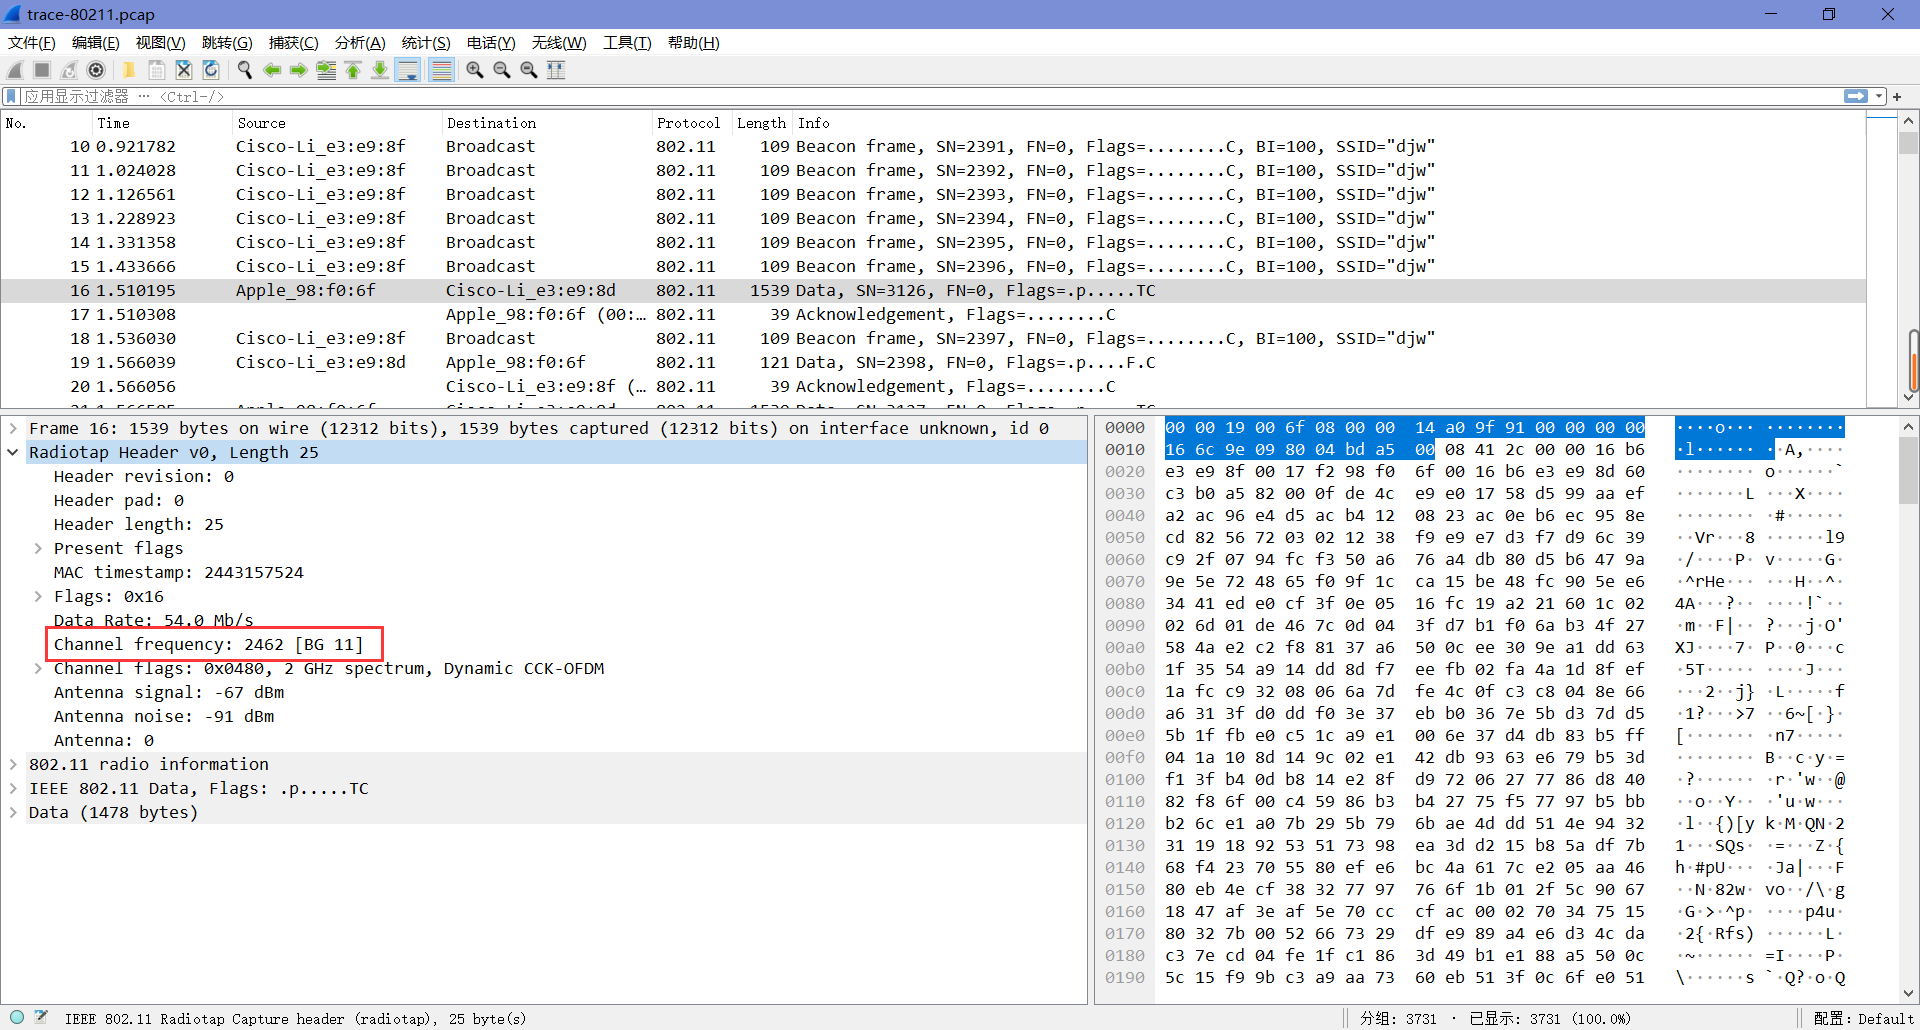 trace-80211.pcap
文件(F) 编辑(E) 视图(V) 跳转(G) 捕获(C) 分析(A) 统计(S) 电话(Y) 无线(W) 工具(T) 帮助(H)
应用显示过滤器 … <Ctrl-/>
No. Time Source Destination Protocol Length Info
10 0.921782 Cisco-Li_e3:e9:8f Broadcast 802.11 109 Beacon frame, SN=2391, FN=0, Flags=........C, BI=100, SSID="djw"
11 1.024028 Cisco-Li_e3:e9:8f Broadcast 802.11 109 Beacon frame, SN=2392, FN=0, Flags=........C, BI=100, SSID="djw"
12 1.126561 Cisco-Li_e3:e9:8f Broadcast 802.11 109 Beacon frame, SN=2393, FN=0, Flags=........C, BI=100, SSID="djw"
13 1.228923 Cisco-Li_e3:e9:8f Broadcast 802.11 109 Beacon frame, SN=2394, FN=0, Flags=........C, BI=100, SSID="djw"
14 1.331358 Cisco-Li_e3:e9:8f Broadcast 802.11 109 Beacon frame, SN=2395, FN=0, Flags=........C, BI=100, SSID="djw"
15 1.433666 Cisco-Li_e3:e9:8f Broadcast 802.11 109 Beacon frame, SN=2396, FN=0, Flags=........C, BI=100, SSID="djw"
16 1.510195 Apple_98:f0:6f Cisco-Li_e3:e9:8d 802.11 1539 Data, SN=3126, FN=0, Flags=.p.....TC
17 1.510308 Apple_98:f0:6f (00:… 802.11 39 Acknowledgement, Flags=........C
18 1.536030 Cisco-Li_e3:e9:8f Broadcast 802.11 109 Beacon frame, SN=2397, FN=0, Flags=........C, BI=100, SSID="djw"
19 1.566039 Cisco-Li_e3:e9:8d Apple_98:f0:6f 802.11 121 Data, SN=2398, FN=0, Flags=.p....F.C
20 1.566056 Cisco-Li_e3:e9:8f (… 802.11 39 Acknowledgement, Flags=........C
Frame 16: 1539 bytes on wire (12312 bits), 1539 bytes captured (12312 bits) on interface unknown, id 0
Radiotap Header v0, Length 25
Header revision: 0
Header pad: 0
Header length: 25
Present flags
MAC timestamp: 2443157524
Flags: 0x16
Data Rate: 54.0 Mb/s
Channel frequency: 2462 [BG 11]
Channel flags: 0x0480, 2 GHz spectrum, Dynamic CCK-OFDM
Antenna signal: -67 dBm
Antenna noise: -91 dBm
Antenna: 0
802.11 radio information
IEEE 802.11 Data, Flags: .p.....TC
Data (1478 bytes)
0000 00 00 19 00 6f 08 00 00 14 a0 9f 91 00 00 00 00 ····o··· ········
0010 16 6c 9e 09 80 04 bd a5 00 08 41 2c 00 00 16 b6 ·l······ ··A,····
0020 e3 e9 8f 00 17 f2 98 f0 6f 00 16 b6 e3 e9 8d 60 ········ o······`
0030 c3 b0 a5 82 00 0f de 4c e9 e0 17 58 d5 99 aa ef ·······L ···X····
0040 a2 ac 96 e4 d5 ac b4 12 08 23 ac 0e b6 ec 95 8e ········ ·#······
0050 cd 82 56 72 03 02 12 38 f9 e9 e7 d3 f7 d9 6c 39 ··Vr···8 ······l9
0060 c9 2f 07 94 fc f3 50 a6 76 a4 db 80 d5 b6 47 9a ·/····P· v·····G·
0070 9e 5e 72 48 65 f0 9f 1c ca 15 be 48 fc 90 5e e6 ·^rHe··· ···H··^·
0080 34 41 ed e0 cf 3f 0e 05 16 fc 19 a2 21 60 1c 02 4A···?·· ····!`··
0090 02 6d 01 de 46 7c 0d 04 3f d7 b1 f0 6a b3 4f 27 ·m··F|·· ?···j·O'
00a0 58 4a e2 c2 f8 81 37 a6 50 0c ee 30 9e a1 dd 63 XJ····7· P··0···c
00b0 1f 35 54 a9 14 dd 8d f7 ee fb 02 fa 4a 1d 8f ef ·5T····· ····J···
00c0 1a fc c9 32 08 06 6a 7d fe 4c 0f c3 c8 04 8e 66 ···2··j} ·L·····f
00d0 a6 31 3f d0 dd f0 3e 37 eb b0 36 7e 5b d3 7d d5 ·1?···>7 ··6~[·}·
00e0 5b 1f fb e0 c5 1c a9 e1 00 6e 37 d4 db 83 b5 ff [······· ·n7·····
00f0 04 1a 10 8d 14 9c 02 e1 42 db 93 63 e6 79 b5 3d ········ B··c·y·=
0100 f1 3f b4 0d b8 14 e2 8f d9 72 06 27 77 86 d8 40 ·?······ ·r·'w··@
0110 82 f8 6f 00 c4 59 86 b3 b4 27 75 f5 77 97 b5 bb ··o··Y·· ·'u·w···
0120 b2 6c e1 a0 7b 29 5b 79 6b ae 4d dd 51 4e 94 32 ·l··{)[y k·M·QN·2
0130 31 19 18 92 53 51 73 98 ea 3d d2 15 b8 5a df 7b 1···SQs· ·=···Z·{
0140 68 f4 23 70 55 80 ef e6 bc 4a 61 7c e2 05 aa 46 h·#pU··· ·Ja|···F
0150 80 eb 4e cf 38 32 77 97 76 6f 1b 01 2f 5c 90 67 ··N·82w· vo··/\·g
0160 18 47 af 3e af 5e 70 cc cf ac 00 02 70 34 75 15 ·G·>·^p· ····p4u·
0170 80 32 7b 00 52 66 73 29 df e9 89 a4 e6 d3 4c da ·2{·Rfs) ······L·
0180 c3 7e cd 04 fe 1f c1 86 3d 49 b1 e1 88 a5 50 0c ·~······ =I····P·
0190 5c 15 f9 9b c3 a9 aa 73 60 eb 51 3f 0c 6f e0 51 \······s `·Q?·o·Q
IEEE 802.11 Radiotap Capture header (radiotap), 25 byte(s) 分组: 3731 · 已显示: 3731 (100.0%) 配置: Default